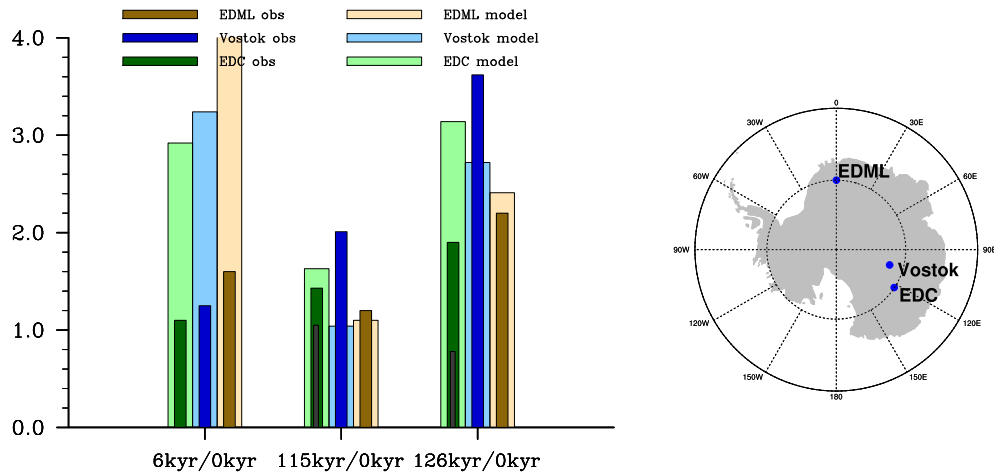 EDML obs EDML model
Vostok obs Vostok model
EDC obs EDC model
4.0
3.0
2.0
1.0
0.0
6kyr/0kyr 115kyr/0kyr 126kyr/0kyr
0
30W 30E
60W 60E
EDML
90W 90E
Vostok
EDC
120W 120E
150W 150E
180